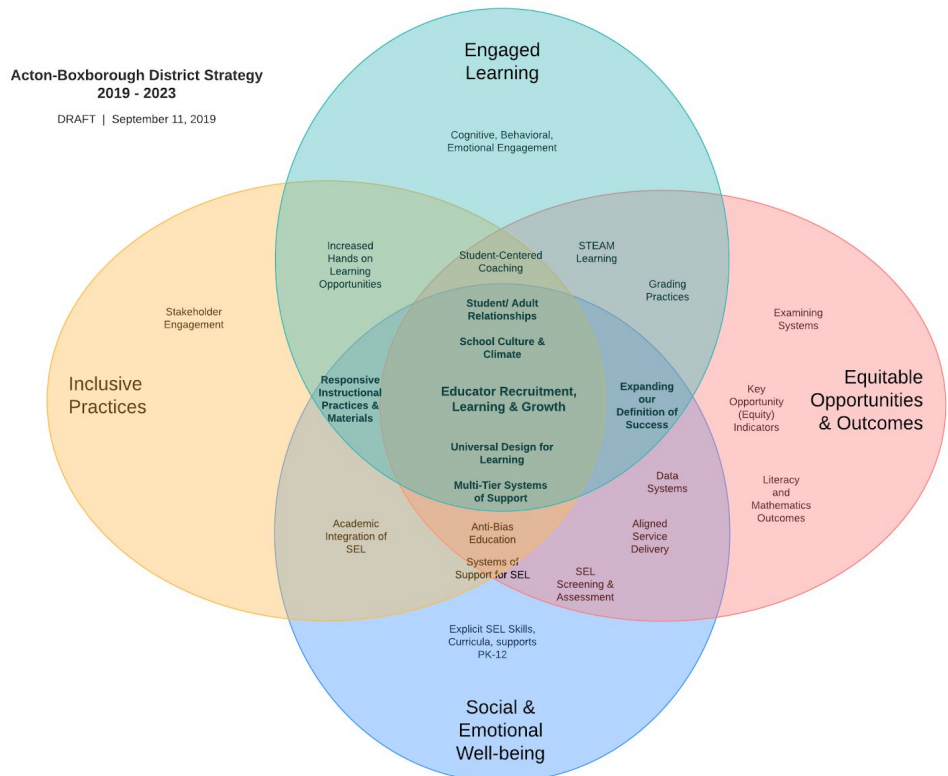 Engaged
Learning
Acton-Boxborough District Strategy
2019 - 2023
DRAFT | September 11, 2019
Cognitive, Behavioral,
Emotional Engagement
Increased
Hands on
Learning
Opportunities
Student-Centered
Coaching
STEAM
Learning
Grading
Practices
Stakeholder
Engagement
Student/ Adult
Relationships
Examining
Systems
School Culture &
Climate
Inclusive
Practices
Responsive
Instructional
Practices &
Materials
Educator Recruitment,
Learning & Growth
Expanding
our
Definition of
Success
Key
Opportunity
(Equity)
Indicators
Equitable
Opportunities
& Outcomes
Universal Design for
Learning
Multi-Tier Systems
of Support
Data
Systems
Literacy
and
Mathematics
Outcomes
Academic
Integration of
SEL
Anti-Bias
Education
Aligned
Service
Delivery
Systems of
Support for SEL
SEL
Screening &
Assessment
Explicit SEL Skills,
Curricula, supports
PK-12
Social &
Emotional
Well-being